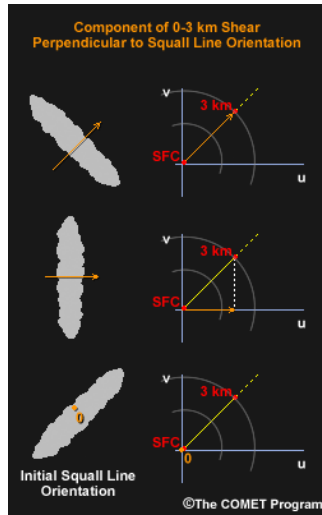 Component of 0-3 km Shear
Perpendicular to Squall Line Orientation
v
3 km
SFC
u
v
3 km
SFC
u
v
3 km
0
SFC
0
u
Initial Squall Line
Orientation
©The COMET Program